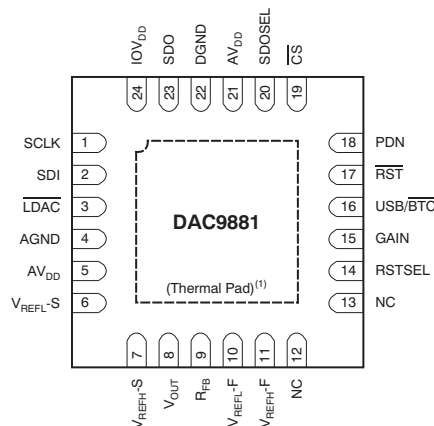 IOVDD
SDO
DGND
AVDD
SDOSEL
CS
24
23
22
21
20
19
SCLK 1
SDI 2
LDAC 3
AGND 4
AVDD 5
VREFL-S 6
18 PDN
17 RST
16 USB/BTC
15 GAIN
14 RSTSEL
13 NC
DAC9881
(Thermal Pad)(1)
7
8
9
10
11
12
VREFH-S
VOUT
RFB
VREFL-F
VREFH-F
NC